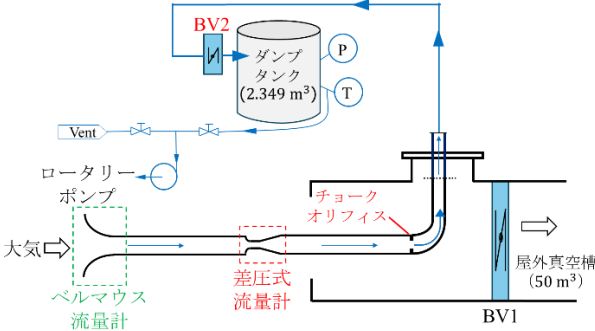 BV2
ダンプ
タンク
(2.349 m³)
P
T
Vent
ロータリー
ポンプ
チョーク
オリフィス
大気
差圧式
流量計
ベルマウス
流量計
屋外真空槽
(50 m³)
BV1